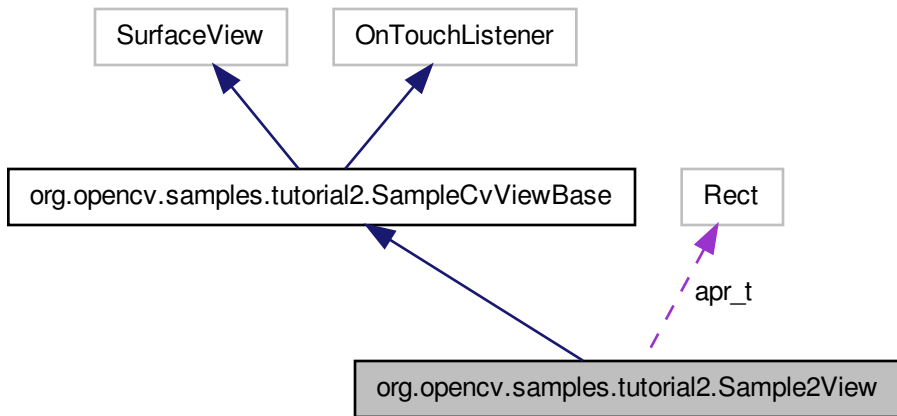 SurfaceView
OnTouchListener
org.opencv.samples.tutorial2.SampleCvViewBase
Rect
apr_t
org.opencv.samples.tutorial2.Sample2View